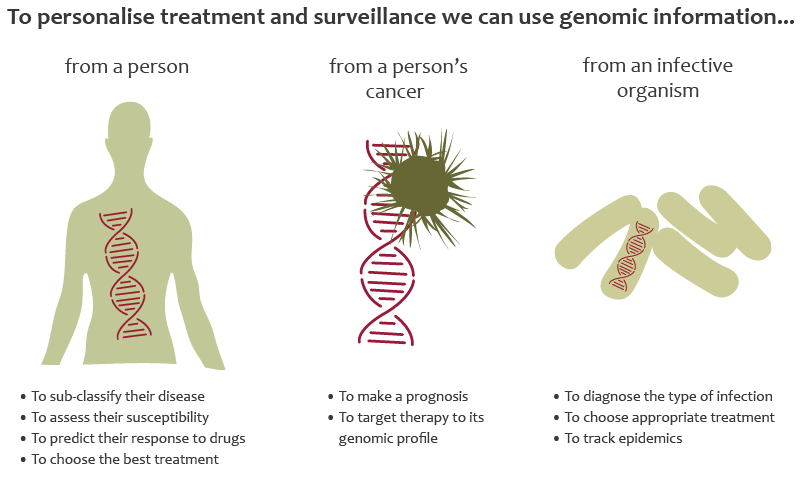 To personalise treatment and surveillance we can use genomic information...
from a person
• To sub-classify their disease
• To assess their susceptibility
• To predict their response to drugs
• To choose the best treatment
from a person's
cancer
• To make a prognosis
• To target therapy to its
genomic profile
from an infective
organism
• To diagnose the type of infection
• To choose appropriate treatment
• To track epidemics